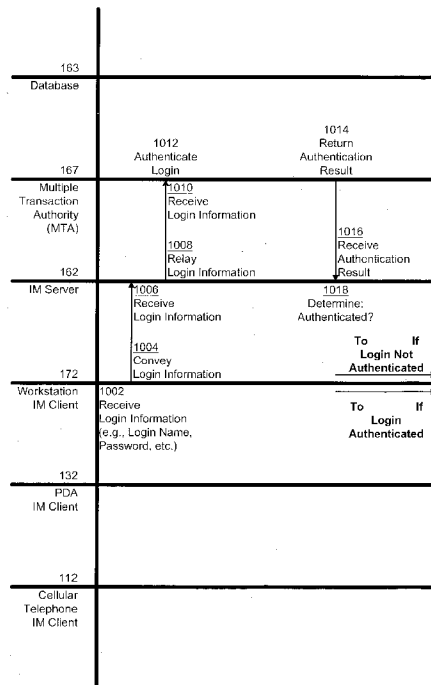 163
Database
1012
Authenticate
Login
1014
Return
Authentication
Result
167
Multiple
Transaction
Authority
(MTA)
1010
Receive
Login Information
1008
Relay
Login Information
1016
Receive
Authentication
Result
162
IM Server
1006
Receive
Login Information
1004
Convey
Login Information
1018
Determine:
Authenticated?
To If
Login Not
Authenticated
172
Workstation
IM Client
1002
Receive
Login Information
(e.g., Login Name,
Password, etc.)
To If
Login
Authenticated
132
PDA
IM Client
112
Cellular
Telephone
IM Client